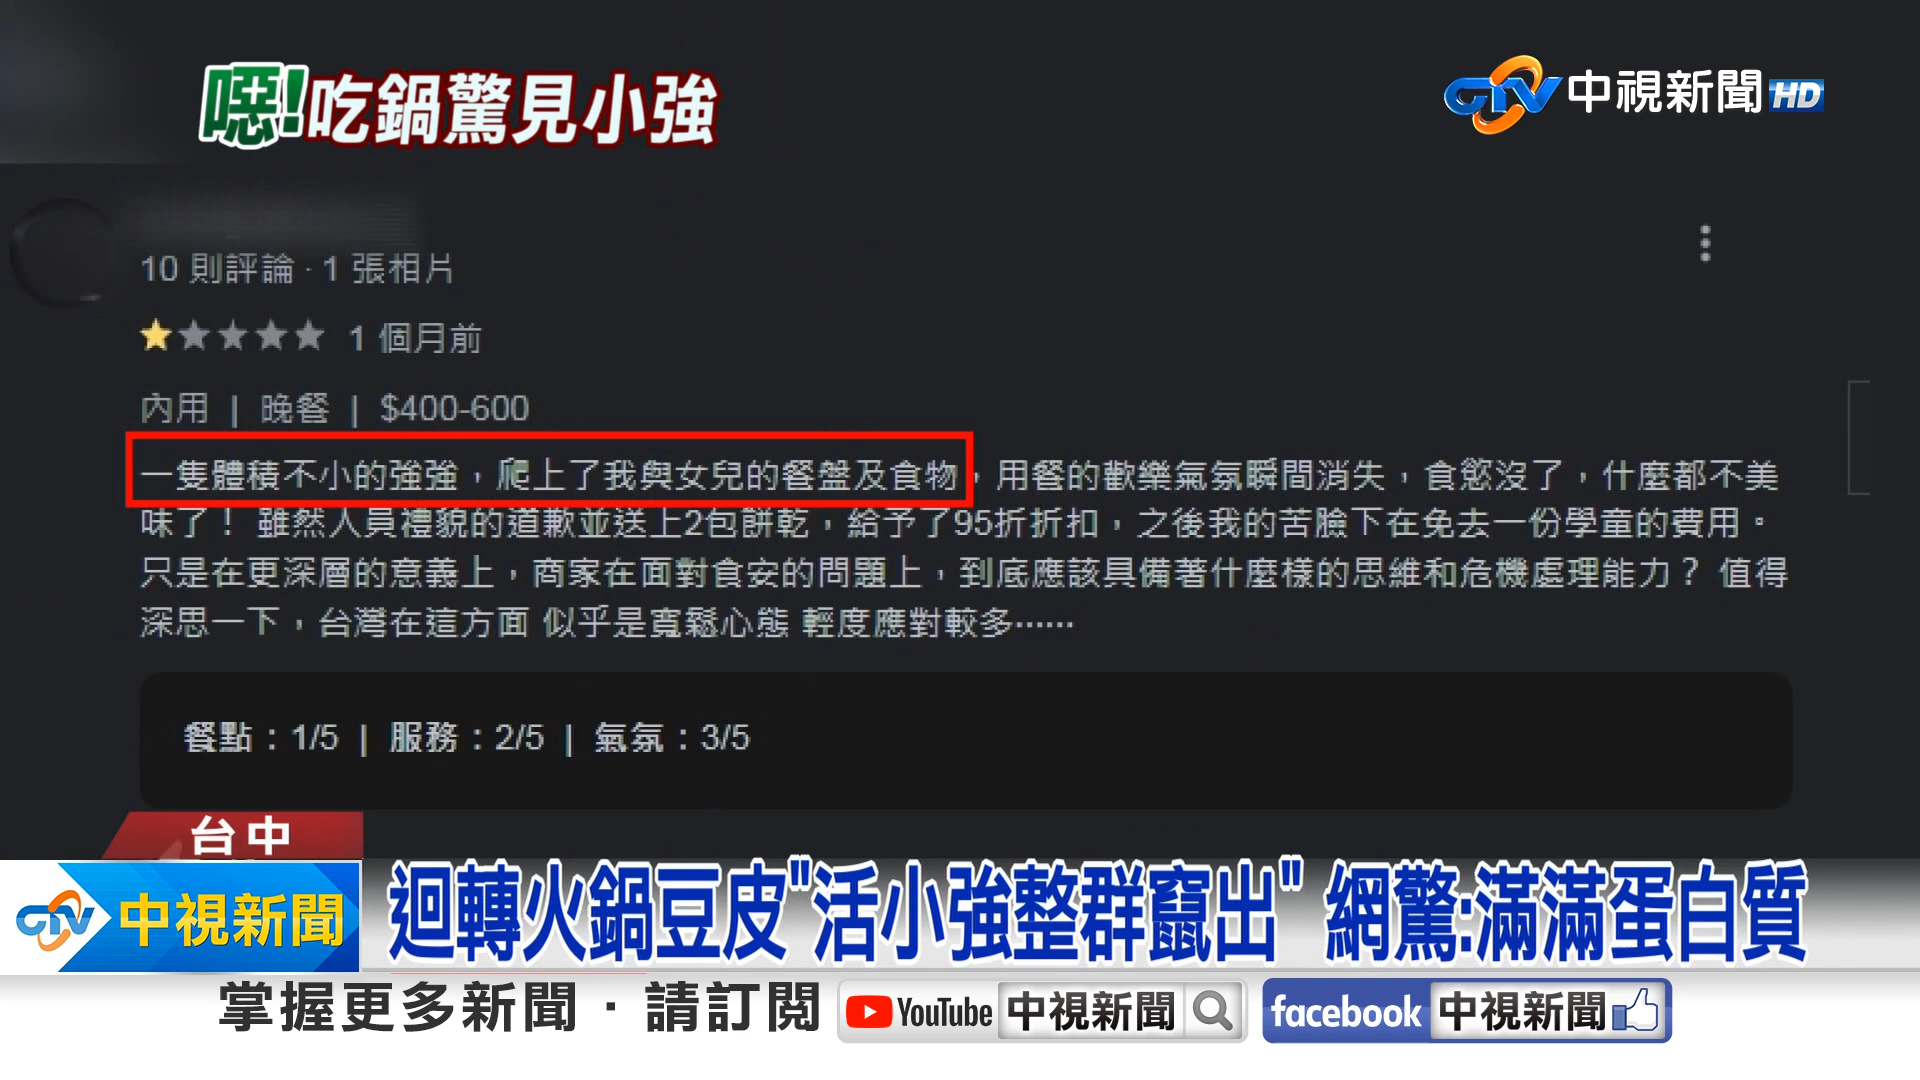 噁!吃鍋驚見小強
CTV 中視新聞 HD
10 則評論 · 1 張相片
1 個月前
內用 | 晚餐 | $400-600
一隻體積不小的強強，爬上了我與女兒的餐盤及食物，用餐的歡樂氣氛瞬間消失，食慾沒了，什麼都不美
味了！ 雖然人員禮貌的道歉並送上2包餅乾，給予了95折折扣，之後我的苦臉下在免去一份學童的費用。
只是在更深層的意義上，商家在面對食安的問題上，到底應該具備著什麼樣的思維和危機處理能力？ 值得
深思一下，台灣在這方面 似乎是寬鬆心態 輕度應對較多⋯⋯
餐點：1/5 | 服務：2/5 | 氣氛：3/5
台中
CTV 中視新聞
迴轉火鍋豆皮"活小強整群竄出" 網驚:滿滿蛋白質
掌握更多新聞 · 請訂閱 YouTube 中視新聞 facebook 中視新聞